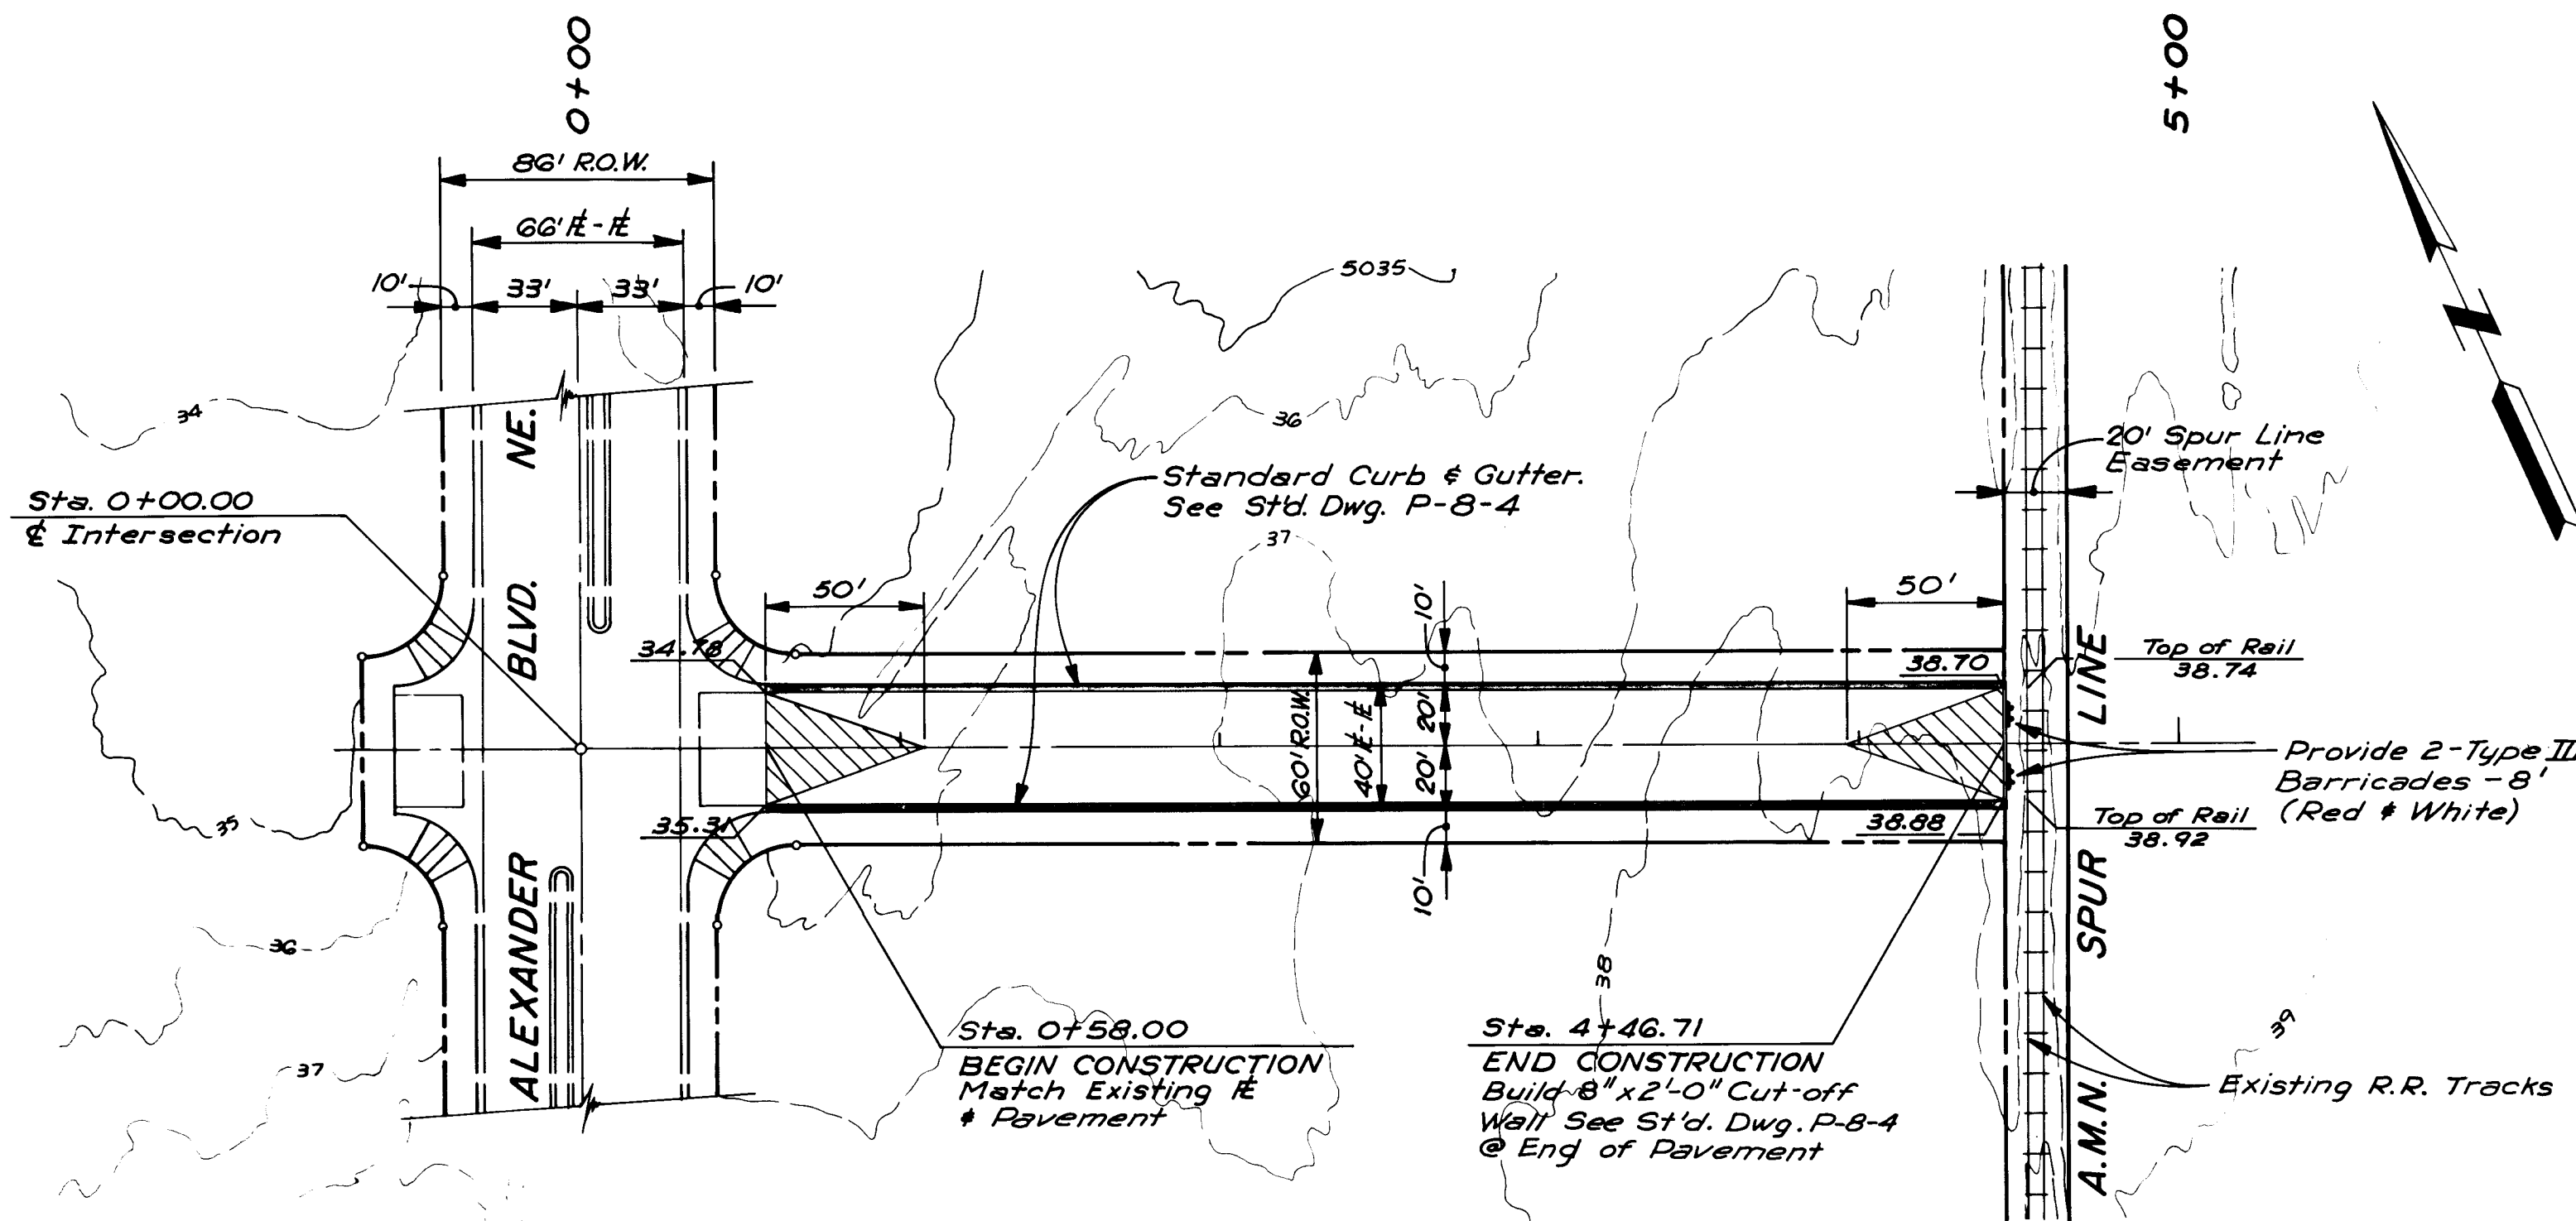 0+00
5+00
86' R.O.W.
66' ⅊-⅊
10'
33'
33'
10'
5035
34
36
NE.
20' Spur Line
Easement
Standard Curb & Gutter.
See St'd. Dwg. P-8-4
Sta. 0+00.00
℄ Intersection
37
BLVD.
50'
10'
50'
34.78
38.70
LINE
Top of Rail
38.74
60' R.O.W.
40' ⅊-⅊
20'
20'
Provide 2-Type III
Barricades - 8'
(Red & White)
35
35.31
38.88
Top of Rail
38.92
10'
ALEXANDER
SPUR
36
38
39
37
Sta. 0+58.00
BEGIN CONSTRUCTION
Match Existing ⅊
& Pavement
Sta. 4+46.71
END CONSTRUCTION
Build 8" x 2'-0" Cut-off
Wall See St'd. Dwg. P-8-4
@ End of Pavement
A.M.N.
Existing R.R. Tracks